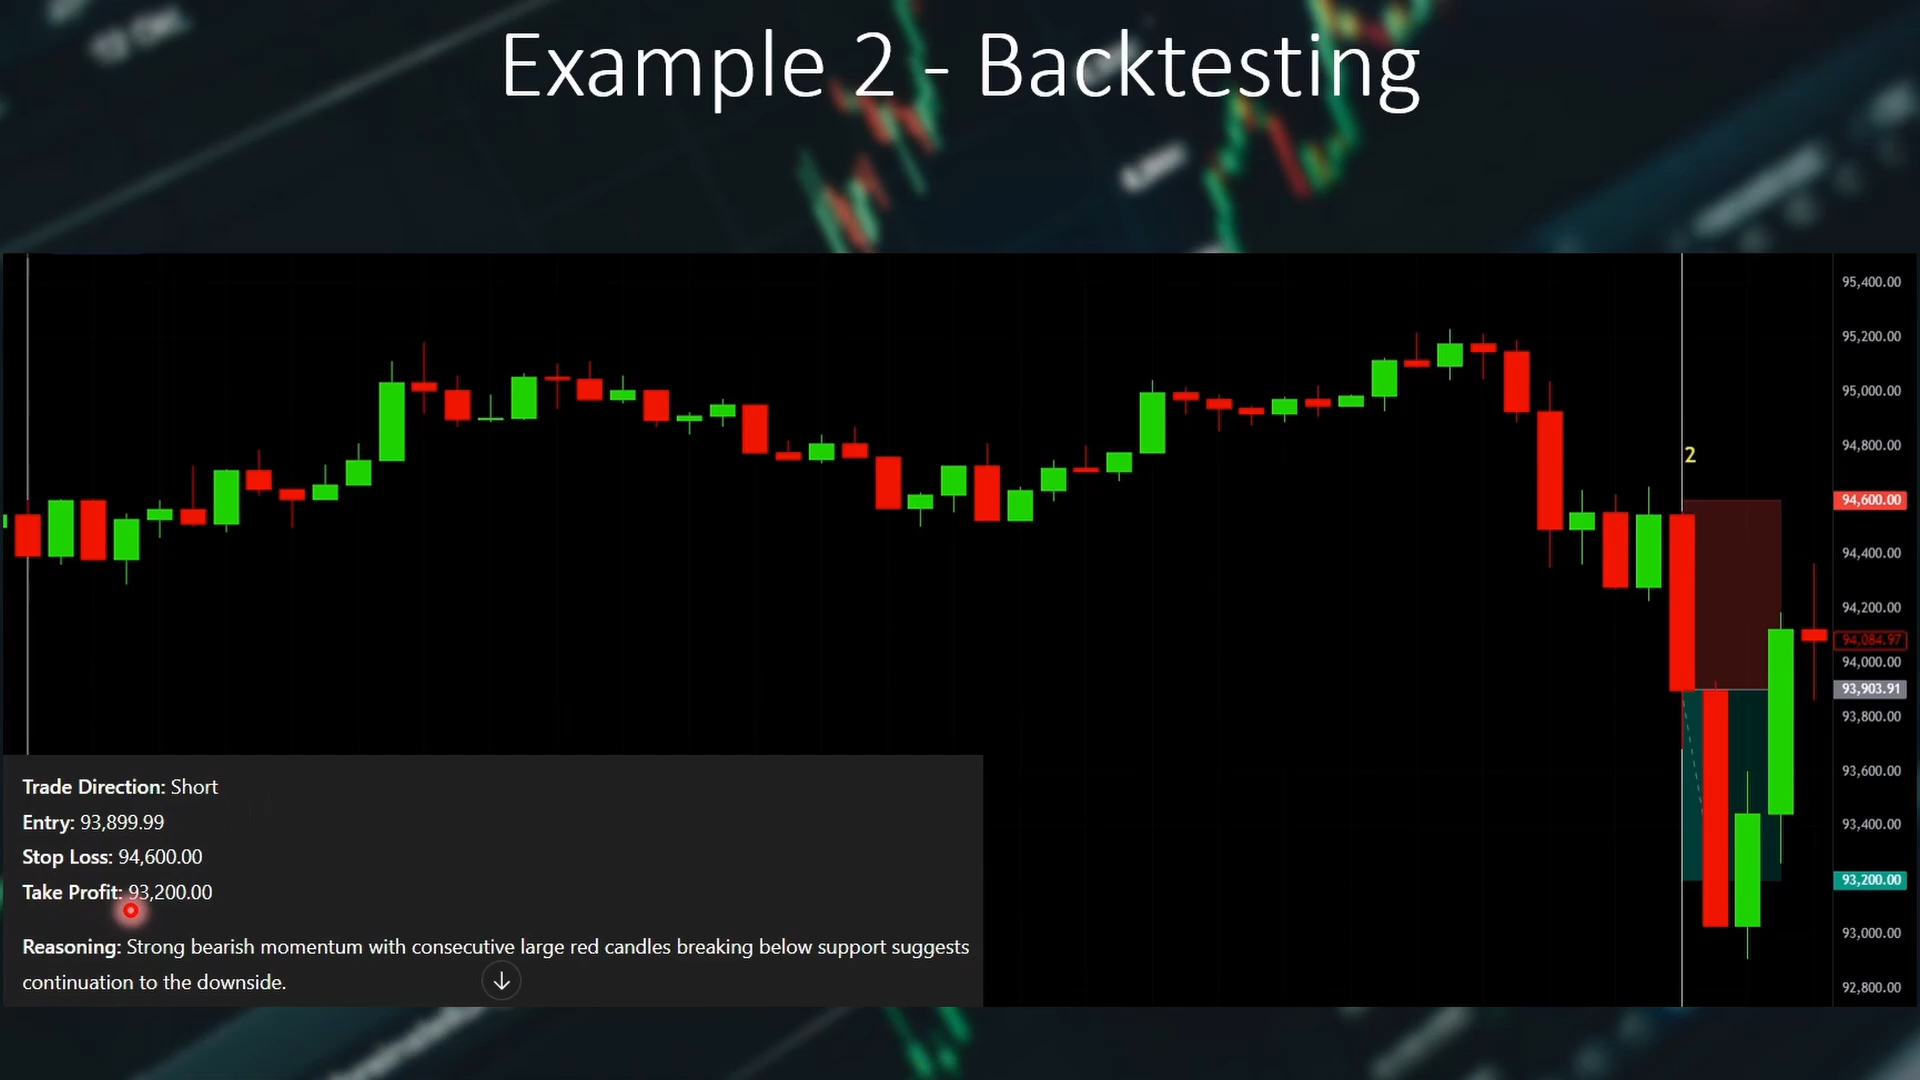 Example 2 - Backtesting
95,400.00
95,200.00
95,000.00
94,800.00
2
94,600.00
94,400.00
94,200.00
94,084.97
94,000.00
93,903.91
93,800.00
93,600.00
93,400.00
93,200.00
93,000.00
92,800.00
Trade Direction: Short
Entry: 93,899.99
Stop Loss: 94,600.00
Take Profit: 93,200.00
Reasoning: Strong bearish momentum with consecutive large red candles breaking below support suggests
continuation to the downside.